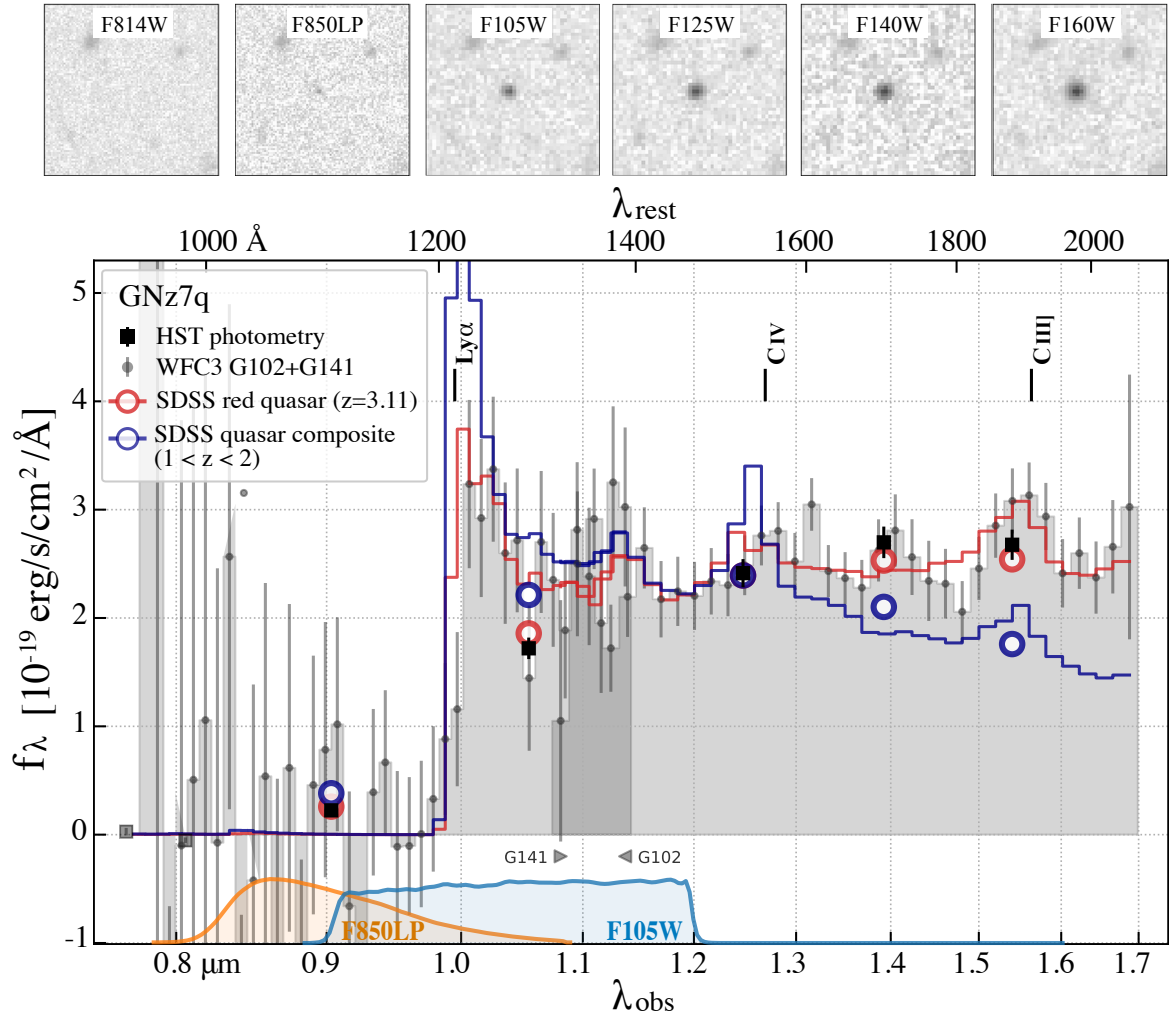 F814W F850LP F105W F125W F140W F160W
λrest
1000 Å 1200 1400 1600 1800 2000
GNz7q
HST photometry
WFC3 G102+G141
SDSS red quasar (z=3.11)
SDSS quasar composite
(1 < z < 2)
Lyα
CIV
CIII]
5
4
3
2
1
0
-1
fλ [10⁻¹⁹ erg/s/cm²/Å]
G141 G102
F850LP F105W
0.8 μm 0.9 1.0 1.1 1.2 1.3 1.4 1.5 1.6 1.7
λobs